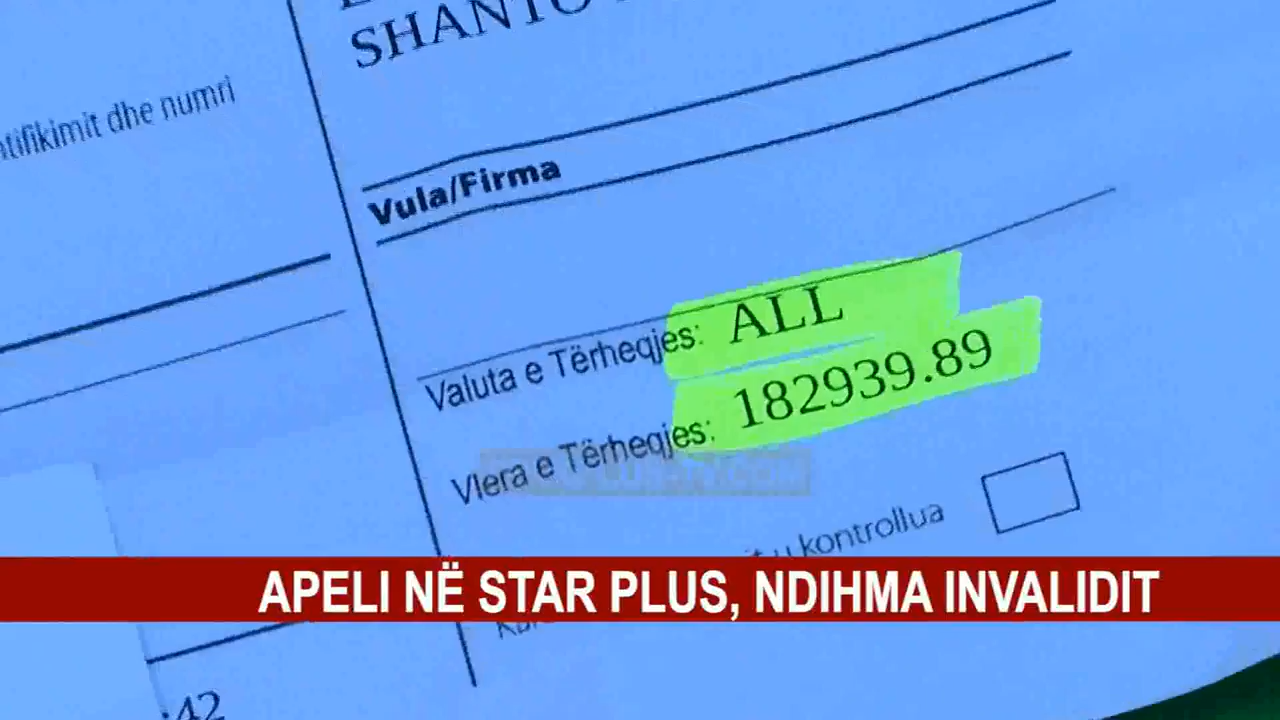 SHANTO
ntifikimit dhe numri
Vula/Firma
Valuta e Tërheqjes: ALL
Vlera e Tërheqjes: 182939.89
u kontrollua
APELI NË STAR PLUS, NDIHMA INVALIDIT
:42